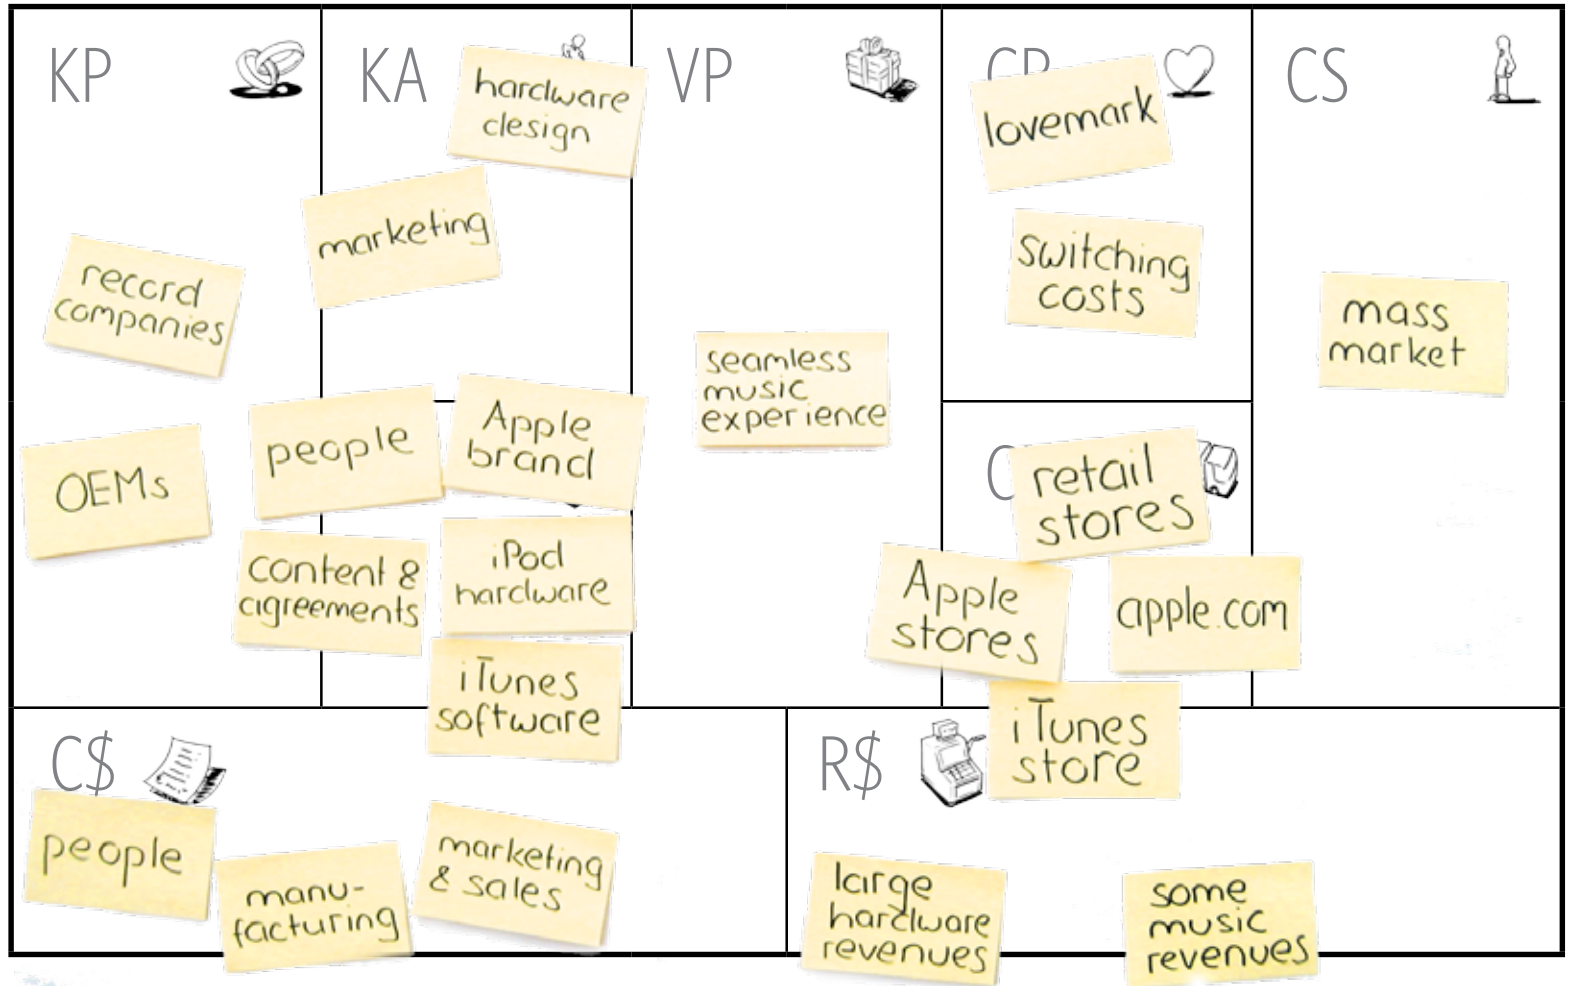 KP
record
companies
OEMs
KA
hardware
design
marketing
people
Apple
brand
content &
agreements
iPod
hardware
iTunes
software
VP
seamless
music
experience
CR
lovemark
switching
costs
C
retail
stores
Apple
stores
apple.com
iTunes
store
CS
mass
market
C$
people
manu-
facturing
marketing
& sales
R$
large
hardware
revenues
some
music
revenues